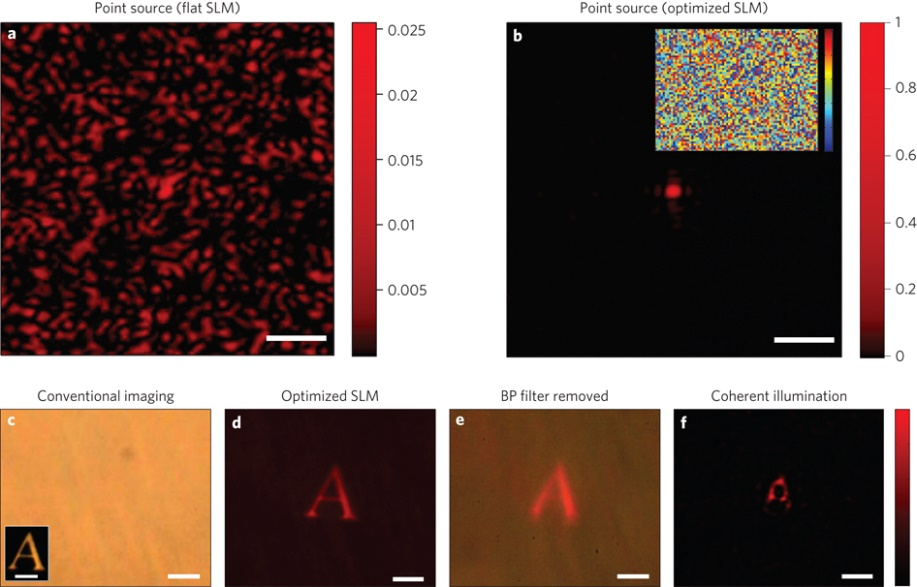 Point source (flat SLM)
Point source (optimized SLM)
a
0.025
0.02
0.015
0.01
0.005
b
1
0.8
0.6
0.4
0.2
0
Conventional imaging
Optimized SLM
BP filter removed
Coherent illumination
c
A
d
A
e
A
f
A